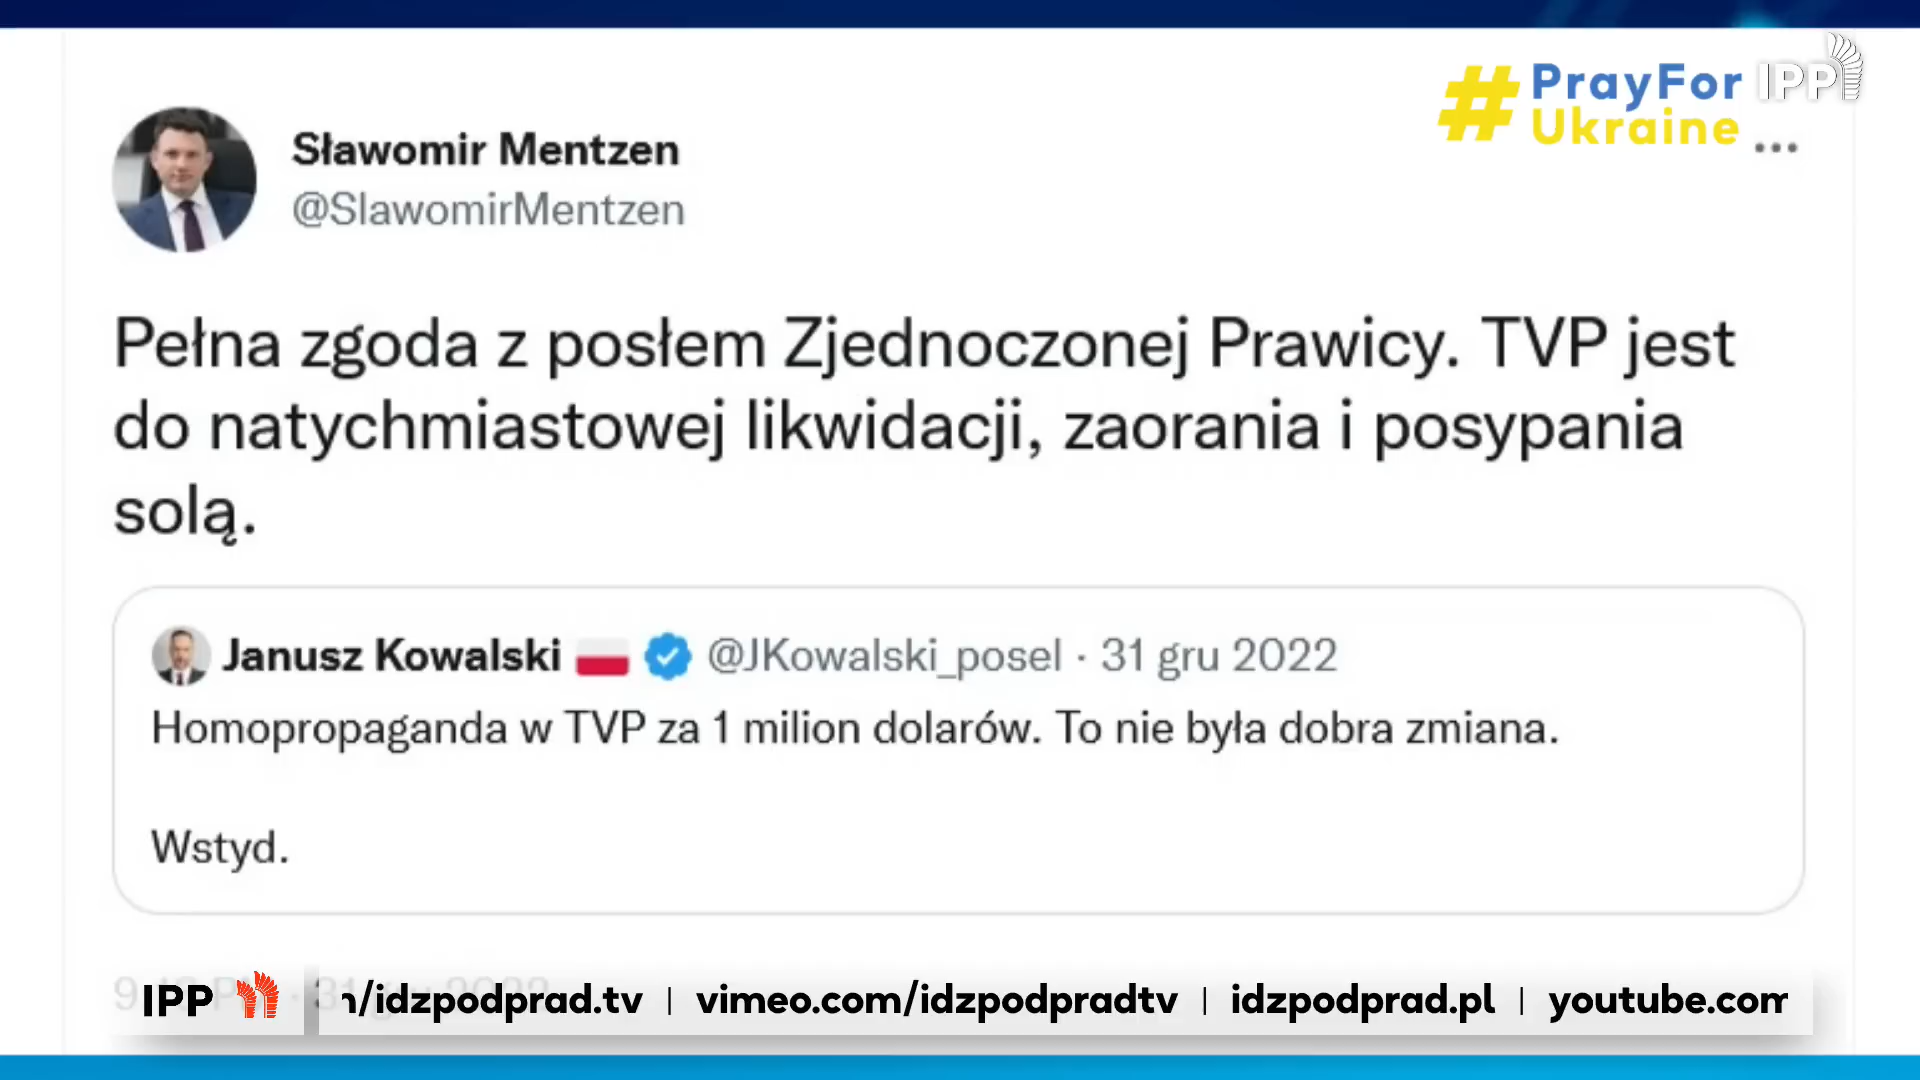 #PrayFor
Ukraine
IPP
Sławomir Mentzen
@SlawomirMentzen
Pełna zgoda z posłem Zjednoczonej Prawicy. TVP jest
do natychmiastowej likwidacji, zaorania i posypania
solą.
Janusz Kowalski @JKowalski_posel · 31 gru 2022
Homopropaganda w TVP za 1 milion dolarów. To nie była dobra zmiana.
Wstyd.
IPP /idzpodprad.tv | vimeo.com/idzpodpradtv | idzpodprad.pl | youtube.com